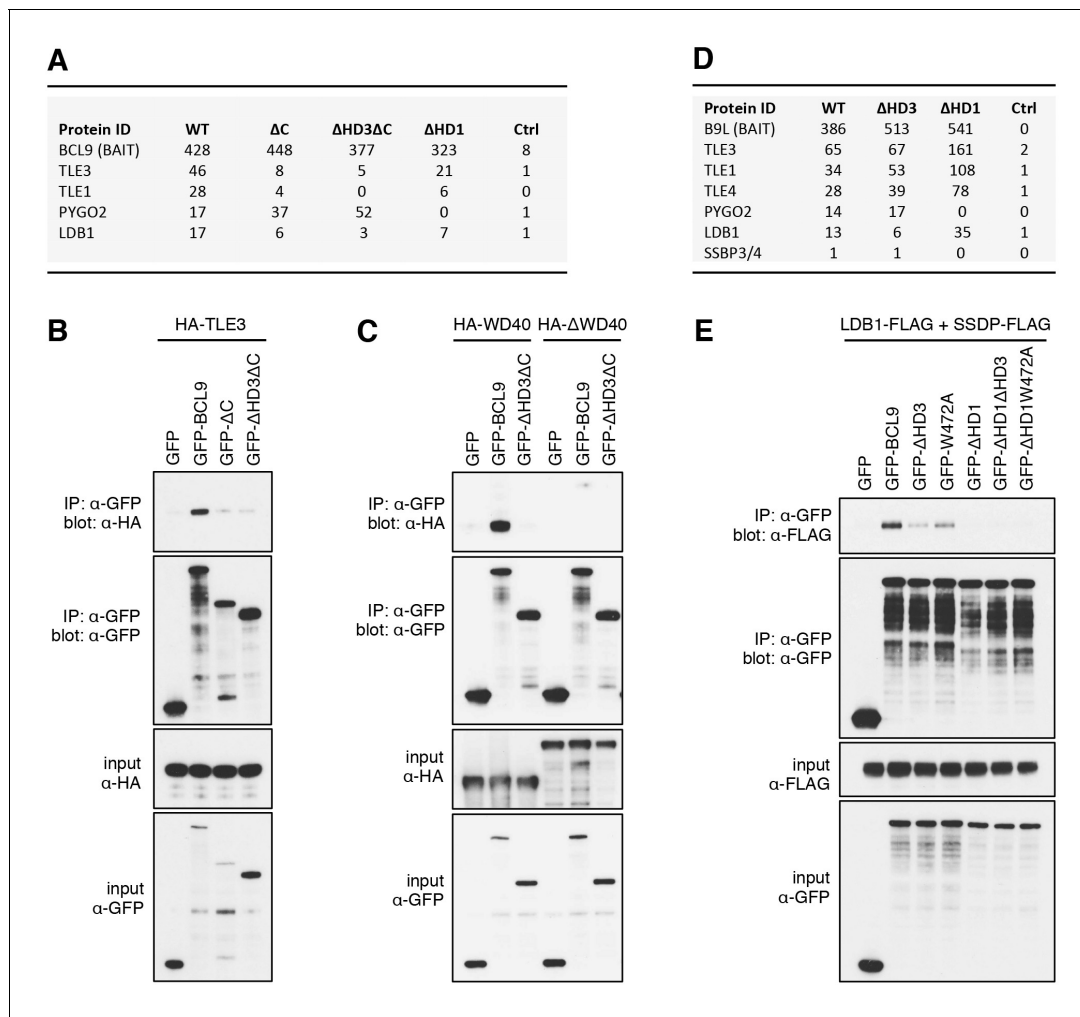 A
Protein ID WT ΔC ΔHD3ΔC ΔHD1 Ctrl
BCL9 (BAIT) 428 448 377 323 8
TLE3 46 8 5 21 1
TLE1 28 4 0 6 0
PYGO2 17 37 52 0 1
LDB1 17 6 3 7 1
D
Protein ID WT ΔHD3 ΔHD1 Ctrl
B9L (BAIT) 386 513 541 0
TLE3 65 67 161 2
TLE1 34 53 108 1
TLE4 28 39 78 1
PYGO2 14 17 0 0
LDB1 13 6 35 1
SSBP3/4 1 1 0 0
B
HA-TLE3
GFP
GFP-BCL9
GFP-ΔC
GFP-ΔHD3ΔC
IP: α-GFP
blot: α-HA
IP: α-GFP
blot: α-GFP
input
α-HA
input
α-GFP
C
HA-WD40 HA-ΔWD40
GFP
GFP-BCL9
GFP-ΔHD3ΔC
GFP
GFP-BCL9
GFP-ΔHD3ΔC
IP: α-GFP
blot: α-HA
IP: α-GFP
blot: α-GFP
input
α-HA
input
α-GFP
E
LDB1-FLAG + SSDP-FLAG
GFP
GFP-BCL9
GFP-ΔHD3
GFP-W472A
GFP-ΔHD1
GFP-ΔHD1ΔHD3
GFP-ΔHD1W472A
IP: α-GFP
blot: α-FLAG
IP: α-GFP
blot: α-GFP
input
α-FLAG
input
α-GFP